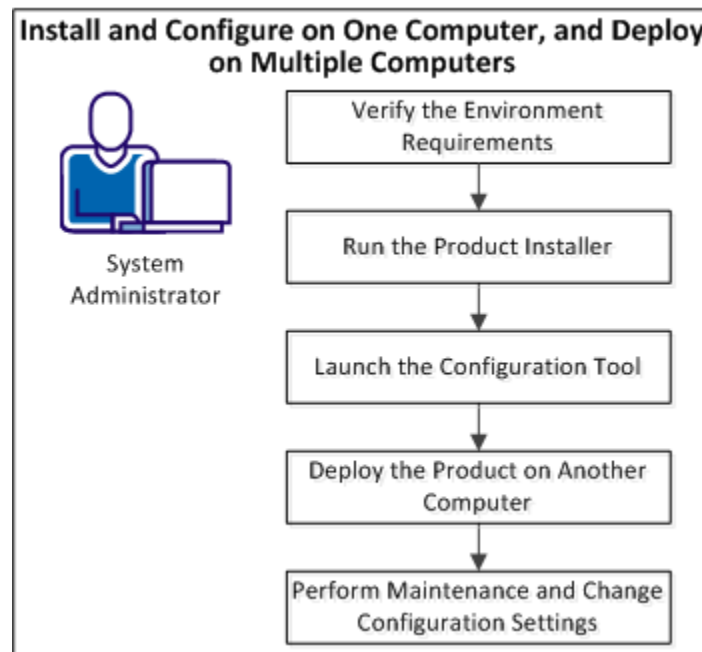 Install and Configure on One Computer, and Deploy
on Multiple Computers
System
Administrator
Verify the Environment
Requirements
Run the Product Installer
Launch the Configuration Tool
Deploy the Product on Another
Computer
Perform Maintenance and Change
Configuration Settings